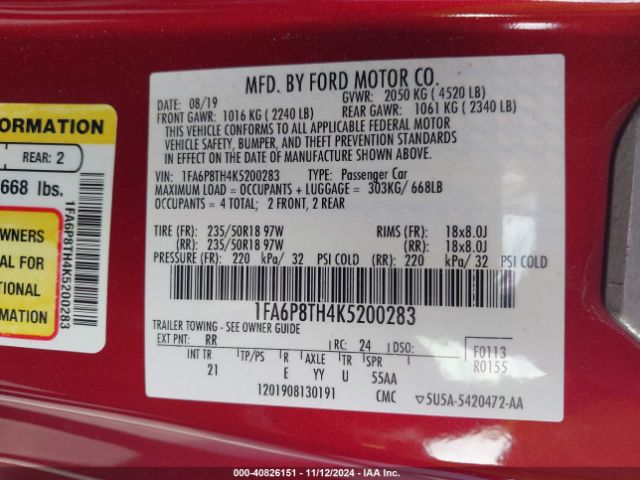 MFD. BY FORD MOTOR CO.
DATE: 08/19 GVWR: 2050 KG ( 4520 LB)
FRONT GAWR: 1016 KG ( 2240 LB) REAR GAWR: 1061 KG ( 2340 LB)
THIS VEHICLE CONFORMS TO ALL APPLICABLE FEDERAL MOTOR
VEHICLE SAFETY, BUMPER, AND THEFT PREVENTION STANDARDS
IN EFFECT ON THE DATE OF MANUFACTURE SHOWN ABOVE.
VIN: 1FA6P8TH4K5200283 TYPE: Passenger Car
MAXIMUM LOAD = OCCUPANTS + LUGGAGE = 303KG/ 668LB
OCCUPANTS = 4 TOTAL; 2 FRONT, 2 REAR
TIRE (FR): 235/50R18 97W RIMS (FR): 18x8.0J
(RR): 235/50R18 97W (RR): 18x8.0J
PRESSURE (FR): 220 kPa/ 32 PSI COLD (RR): 220 kPa/ 32 PSI COLD
1FA6P8TH4K5200283
TRAILER TOWING - SEE OWNER GUIDE
EXT PNT: RR RC: 24 DSO:
INT TR TP/PS R AXLE TR SPR
21 E YY U 55AA
F0113
R0155
1201908130191 CMC 5U5A-5420472-AA
ORMATION
REAR: 2
668 lbs.
WNERS
AL FOR
TIONAL
ION
1FA6P8TH4K5200283
000-40826151 - 11/12/2024 - IAA Inc.